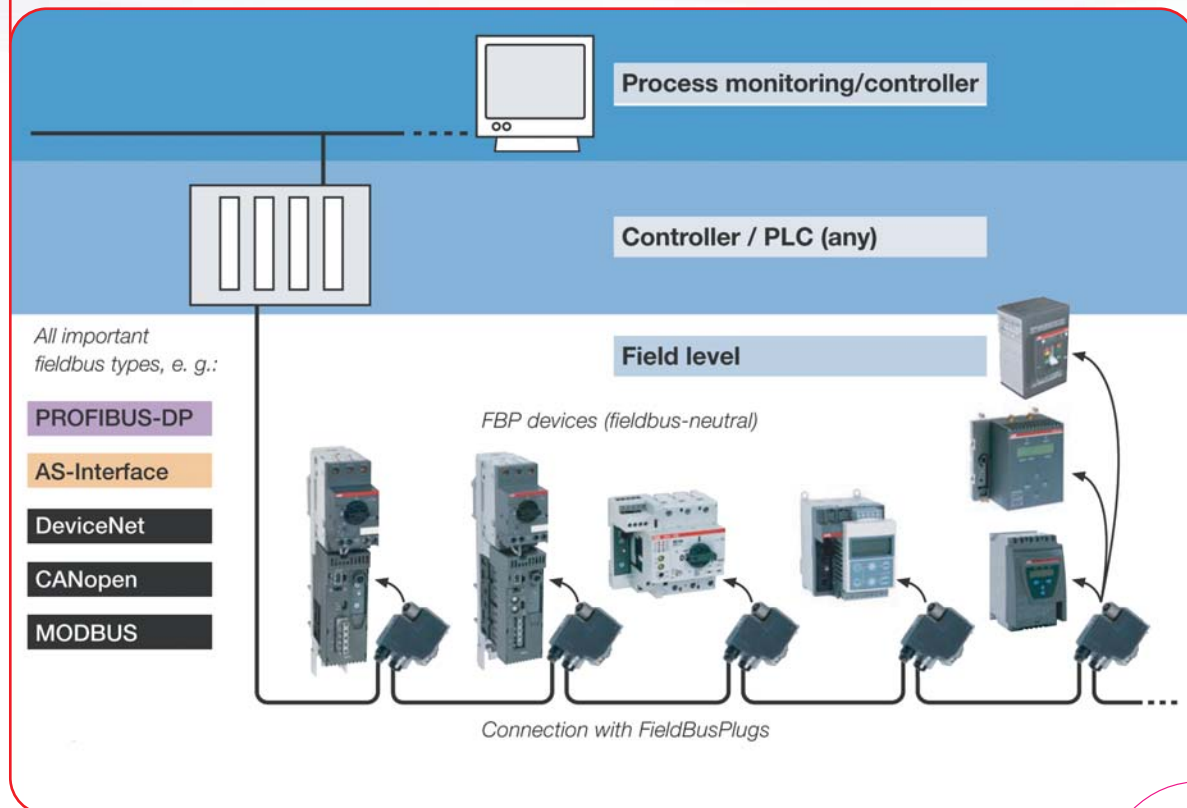 Process monitoring/controller
Controller / PLC (any)
All important
fieldbus types, e. g.:
Field level
PROFIBUS-DP
FBP devices (fieldbus-neutral)
AS-Interface
DeviceNet
CANopen
MODBUS
Connection with FieldBusPlugs